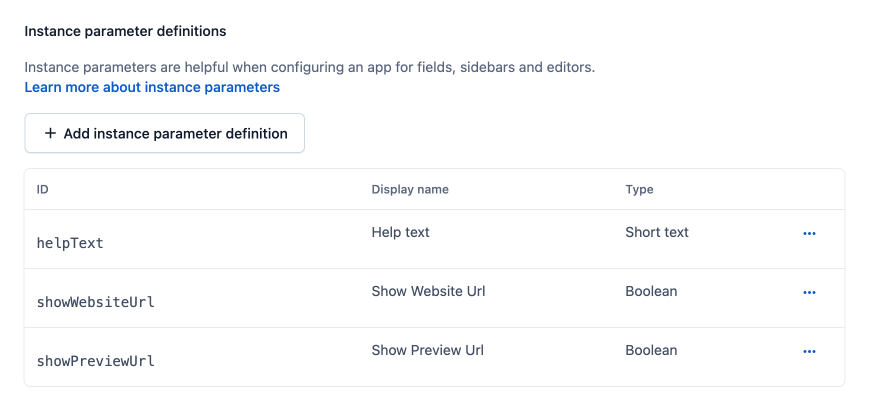 Instance parameter definitions
Instance parameters are helpful when configuring an app for fields, sidebars and editors.
Learn more about instance parameters
+ Add instance parameter definition
ID Display name Type
helpText Help text Short text
showWebsiteUrl Show Website Url Boolean
showPreviewUrl Show Preview Url Boolean